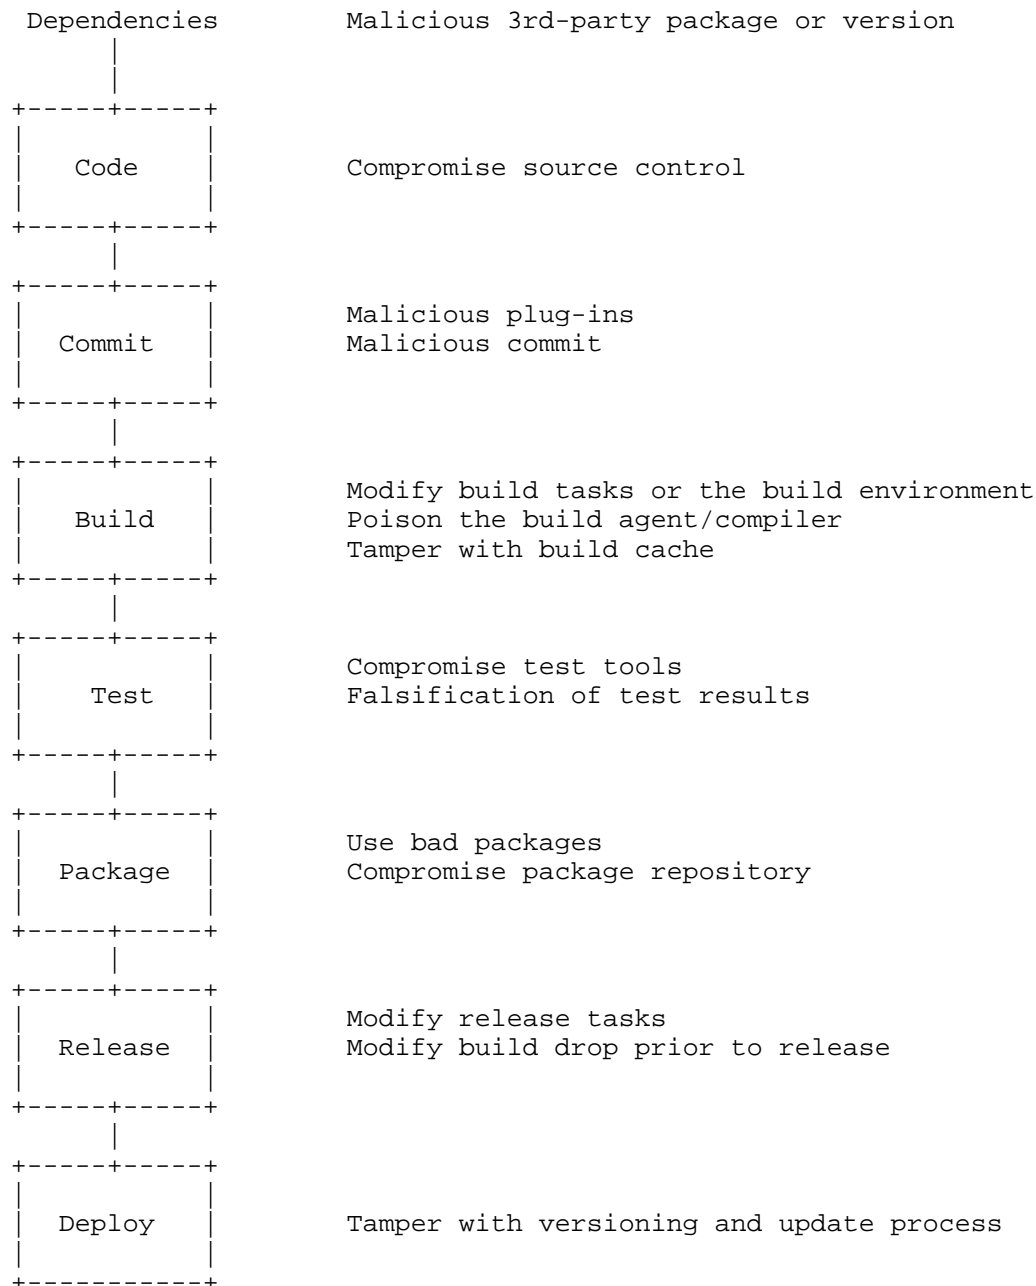 Dependencies Malicious 3rd-party package or version
Code Compromise source control
Malicious plug-ins
Commit Malicious commit
Modify build tasks or the build environment
Build Poison the build agent/compiler
Tamper with build cache
Compromise test tools
Test Falsification of test results
Use bad packages
Package Compromise package repository
Modify release tasks
Release Modify build drop prior to release
Deploy Tamper with versioning and update process